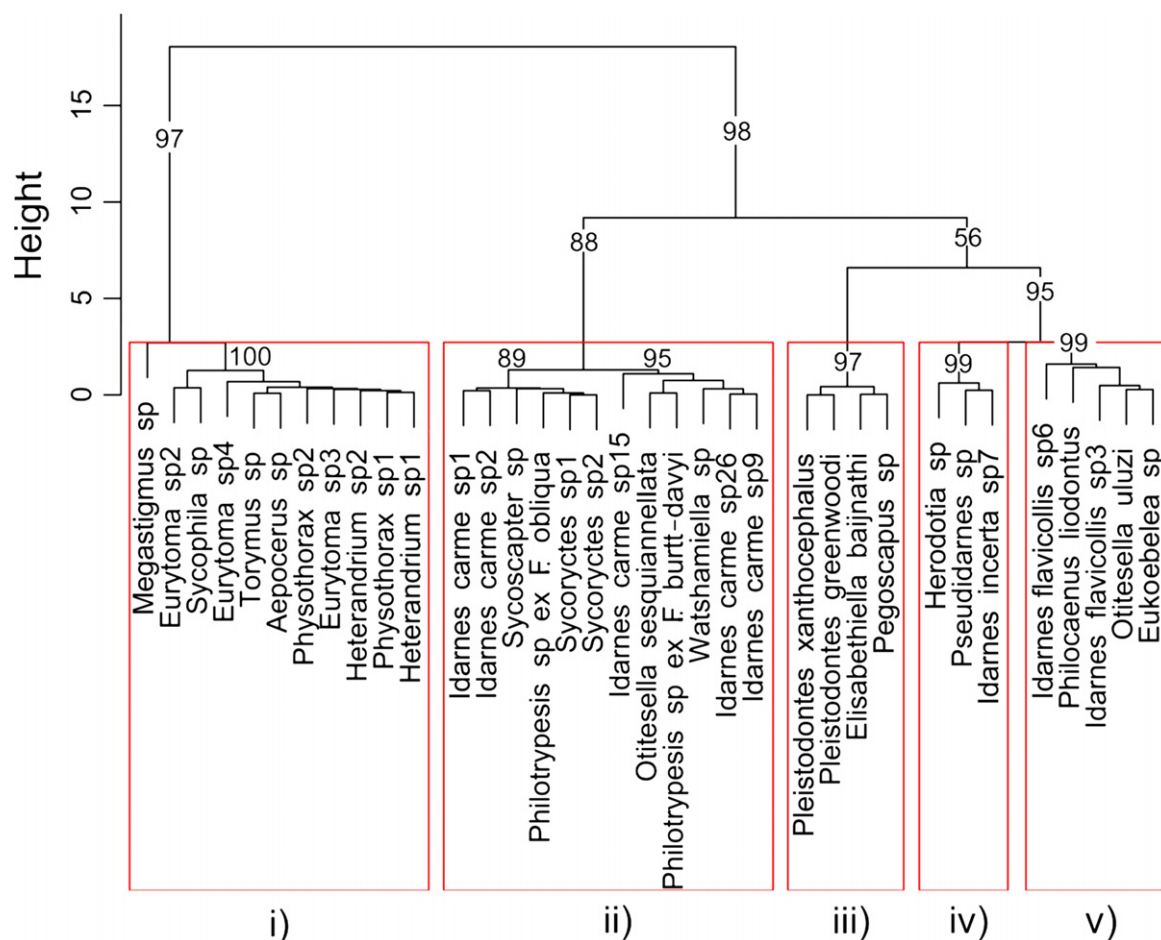 Height
15
10
5
0
97
98
88
56
95
100
89
95
97
99
99
Megastigmus sp
Eurytoma sp2
Sycophila sp
Eurytoma sp4
Torymus sp
Aepocerus sp
Physothorax sp2
Eurytoma sp3
Heterandrium sp2
Physothorax sp1
Heterandrium sp1
Idarnes carme sp1
Idarnes carme sp2
Sycoscapter sp
Philotrypesis sp ex F. obliqua
Sycoryctes sp1
Sycoryctes sp2
Idarnes carme sp15
Otitesella sesquianellata
Philotrypesis sp ex F. burtt-davyi
Watshamiella sp
Idarnes carme sp26
Idarnes carme sp9
Pleistodontes xanthocephalus
Pleistodontes greenwoodi
Elisabethiella baijnathi
Pegoscapus sp
Herodotia sp
Pseudidarnes sp
Idarnes incerta sp7
Idarnes flavicollis sp6
Philocaenus liodontus
Idarnes flavicollis sp3
Otitesella uluzi
Eukoebelea sp
i)
ii)
iii)
iv)
v)